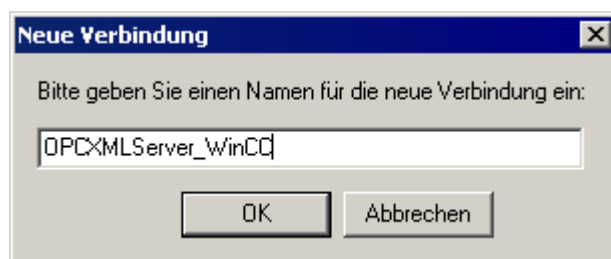 Neue Verbindung
Bitte geben Sie einen Namen für die neue Verbindung ein:
OPCXMLServer_WinCC
OK Abbrechen